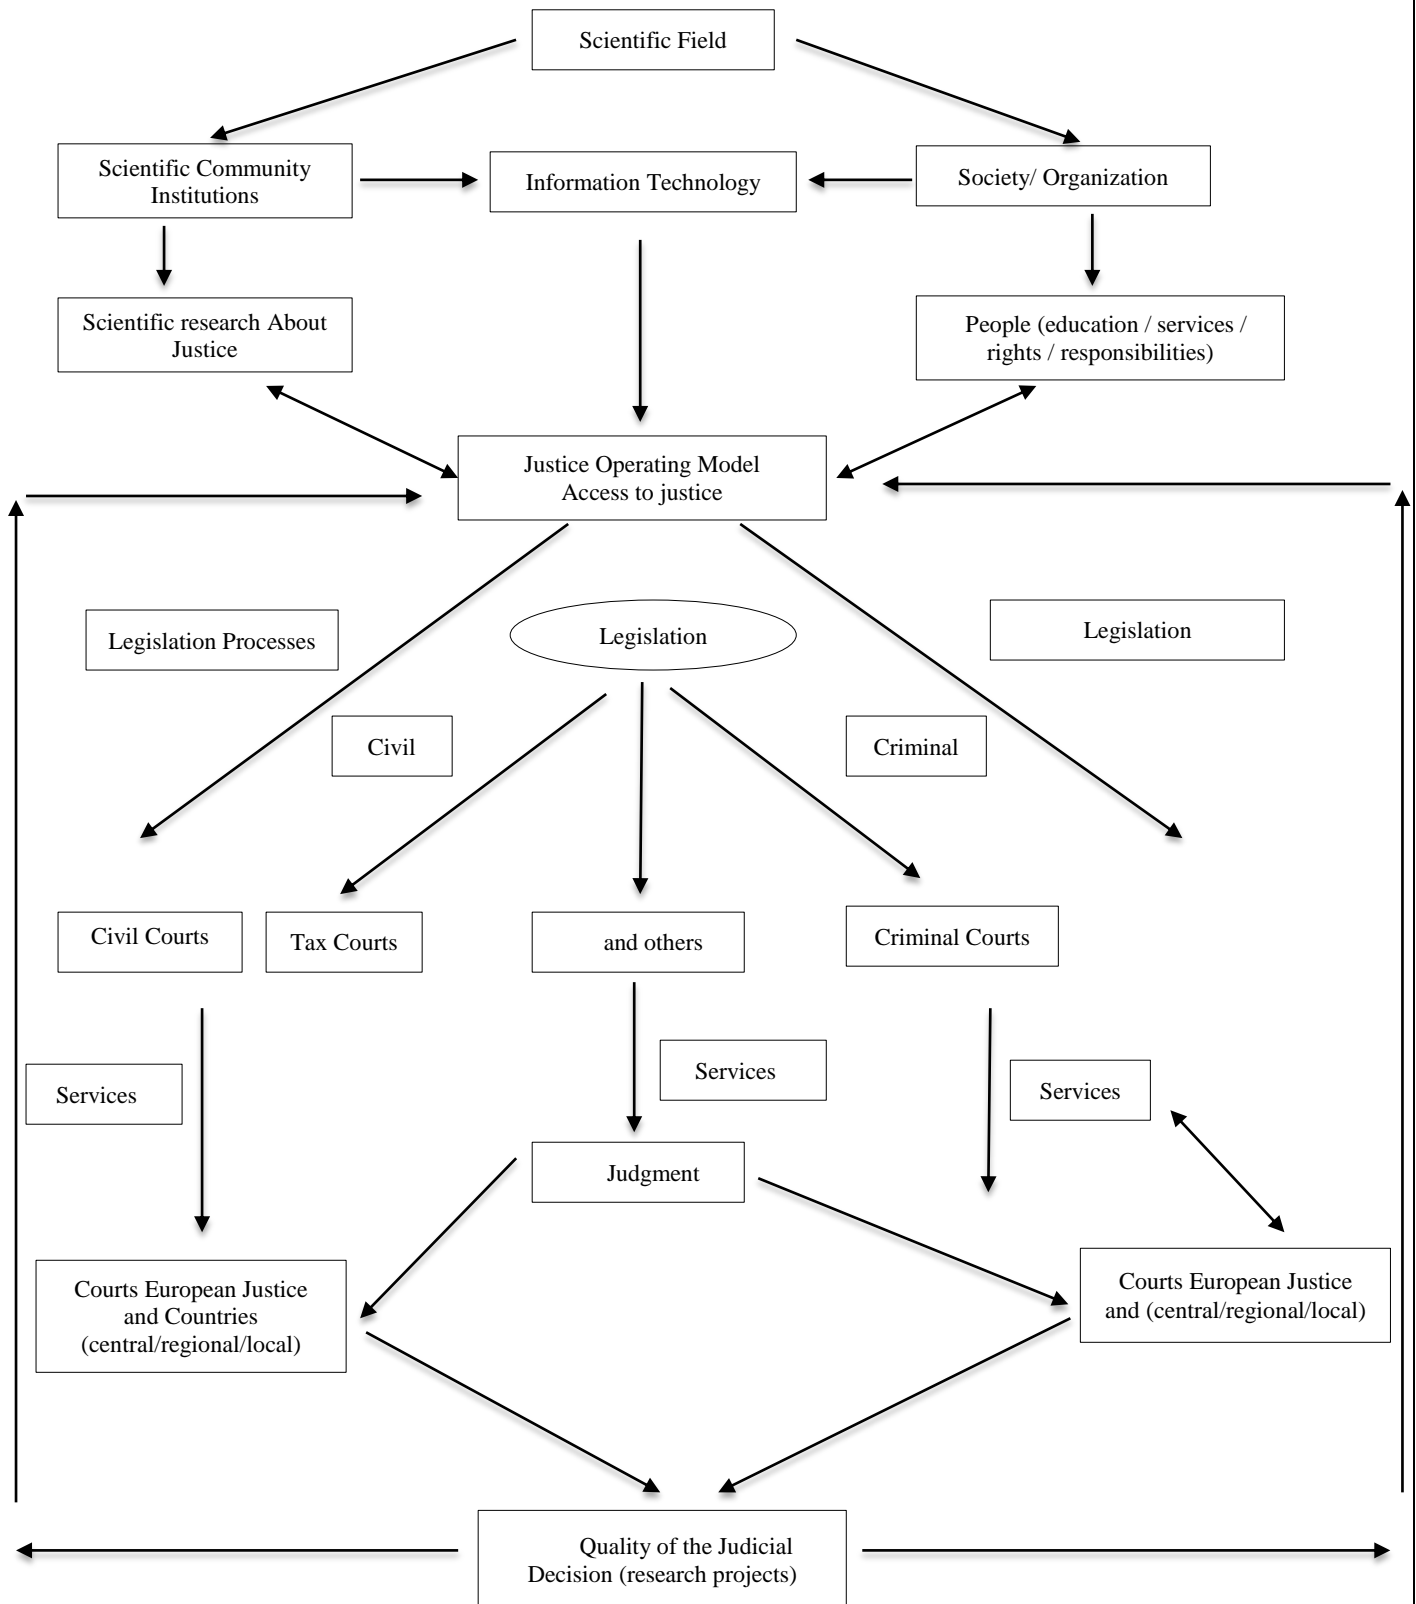 Scientific Field
Scientific Community
Institutions
Information Technology
Society/ Organization
Scientific research About
Justice
People (education / services /
rights / responsibilities)
Justice Operating Model
Access to justice
Legislation Processes
Legislation
Legislation
Civil
Criminal
Civil Courts
Tax Courts
and others
Criminal Courts
Services
Services
Services
Judgment
Courts European Justice
and Countries
(central/regional/local)
Courts European Justice
and (central/regional/local)
Quality of the Judicial
Decision (research projects)